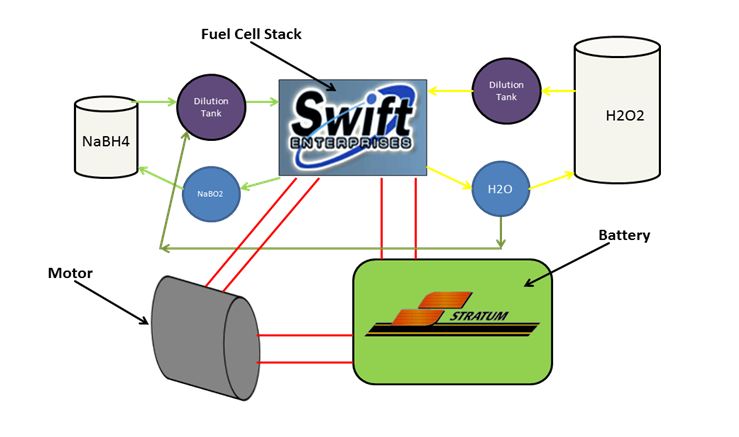 Fuel Cell Stack
Dilution
Tank
Swift
ENTERPRISES
Dilution
Tank
H2O2
NaBH4
NaBO2
H2O
Battery
Motor
STRATUM